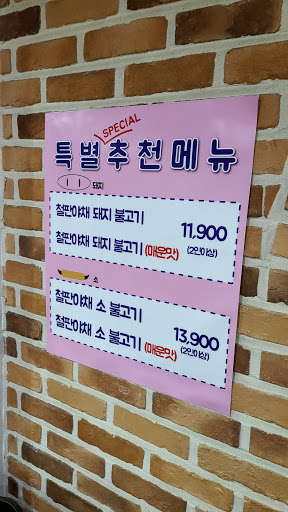 SPECIAL
특별추천메뉴
돼지
철판야채 돼지 불고기 11,900
철판야채 돼지 불고기 (매운맛) (2인이상)
소
철판야채 소 불고기 13,900
철판야채 소 불고기 (매운맛) (2인이상)